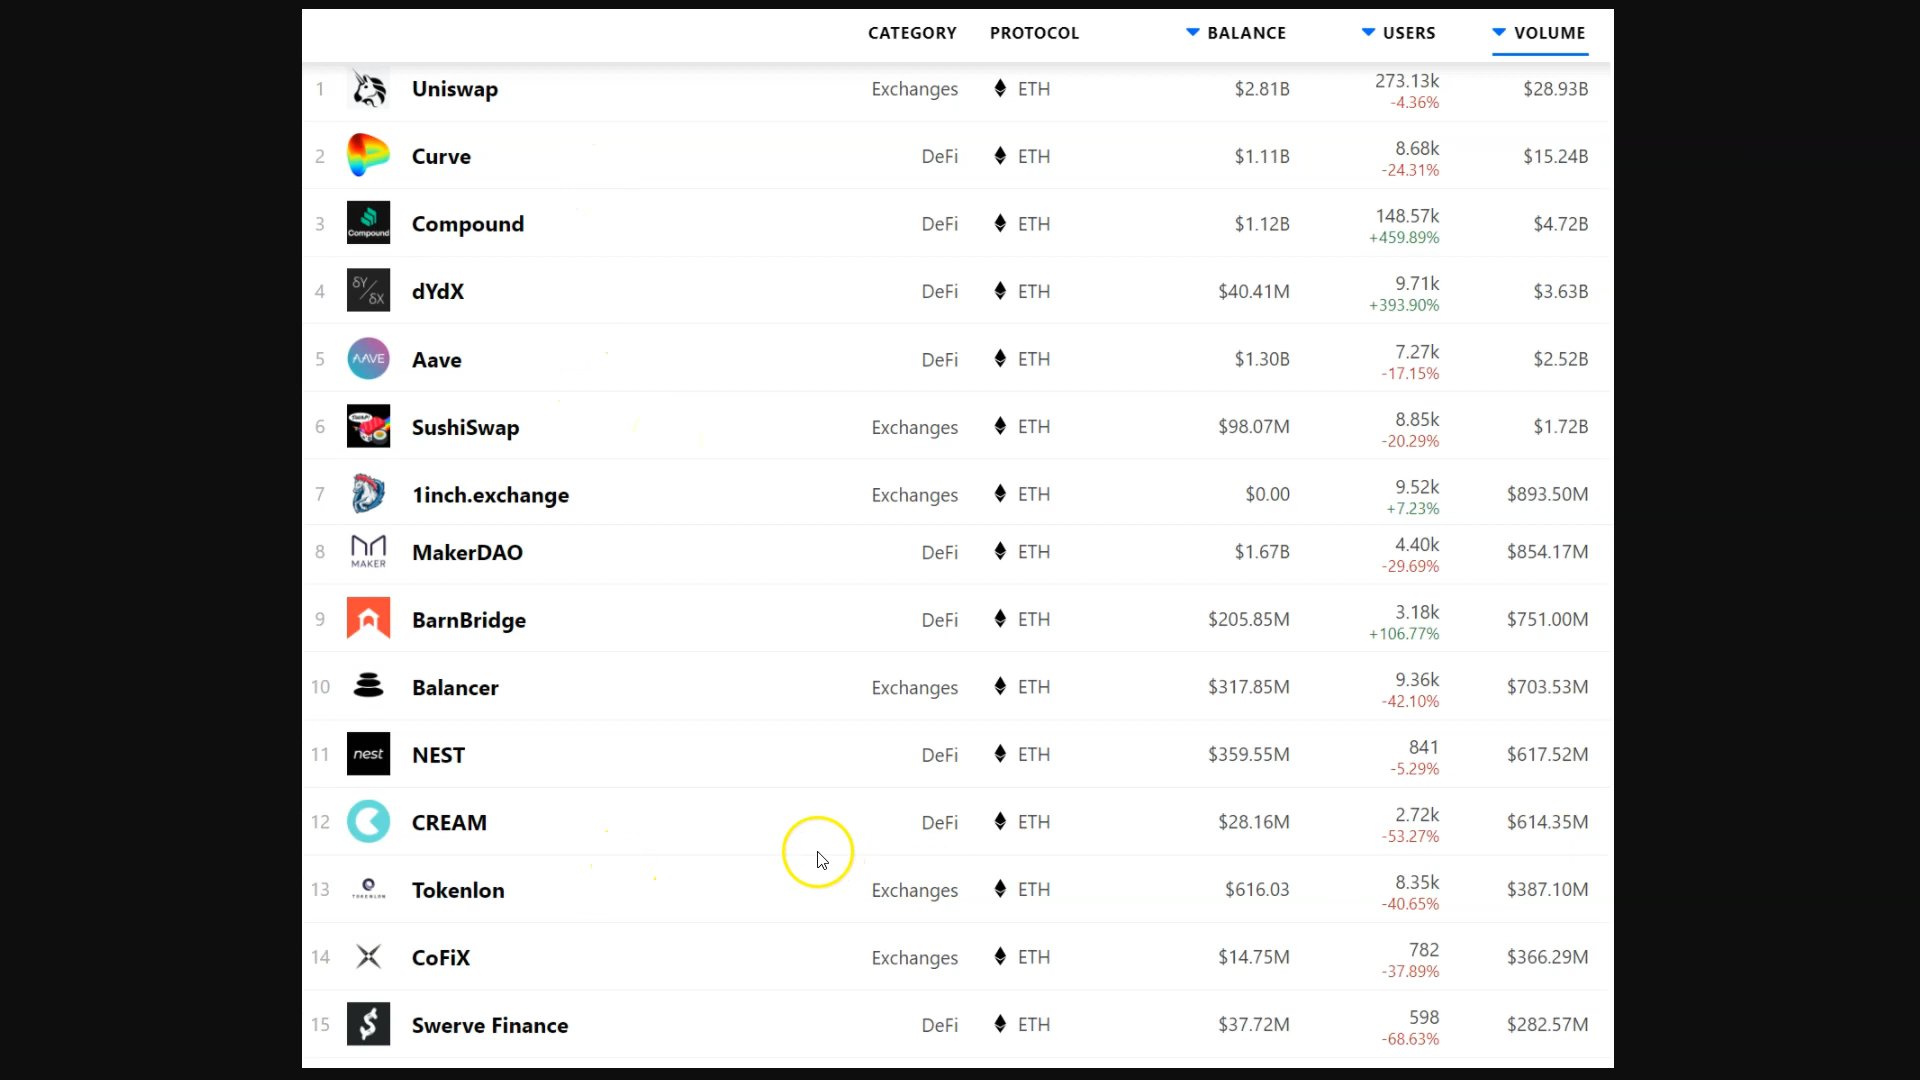 CATEGORY PROTOCOL BALANCE USERS VOLUME
1 Uniswap Exchanges ETH $2.81B 273.13k $28.93B
-4.36%
2 Curve DeFi ETH $1.11B 8.68k $15.24B
-24.31%
3 Compound Compound DeFi ETH $1.12B 148.57k $4.72B
+459.89%
4 δY/δX dYdX DeFi ETH $40.41M 9.71k $3.63B
+393.90%
5 AAVE Aave DeFi ETH $1.30B 7.27k $2.52B
-17.15%
6 SushiSwap Exchanges ETH $98.07M 8.85k $1.72B
-20.29%
7 1inch.exchange Exchanges ETH $0.00 9.52k $893.50M
+7.23%
8 MAKER MakerDAO DeFi ETH $1.67B 4.40k $854.17M
-29.69%
9 BarnBridge DeFi ETH $205.85M 3.18k $751.00M
+106.77%
10 Balancer Exchanges ETH $317.85M 9.36k $703.53M
-42.10%
11 nest NEST DeFi ETH $359.55M 841 $617.52M
-5.29%
12 CREAM DeFi ETH $28.16M 2.72k $614.35M
-53.27%
13 TOKENLON Tokenlon Exchanges ETH $616.03 8.35k $387.10M
-40.65%
14 CoFiX Exchanges ETH $14.75M 782 $366.29M
-37.89%
15 Swerve Finance DeFi ETH $37.72M 598 $282.57M
-68.63%